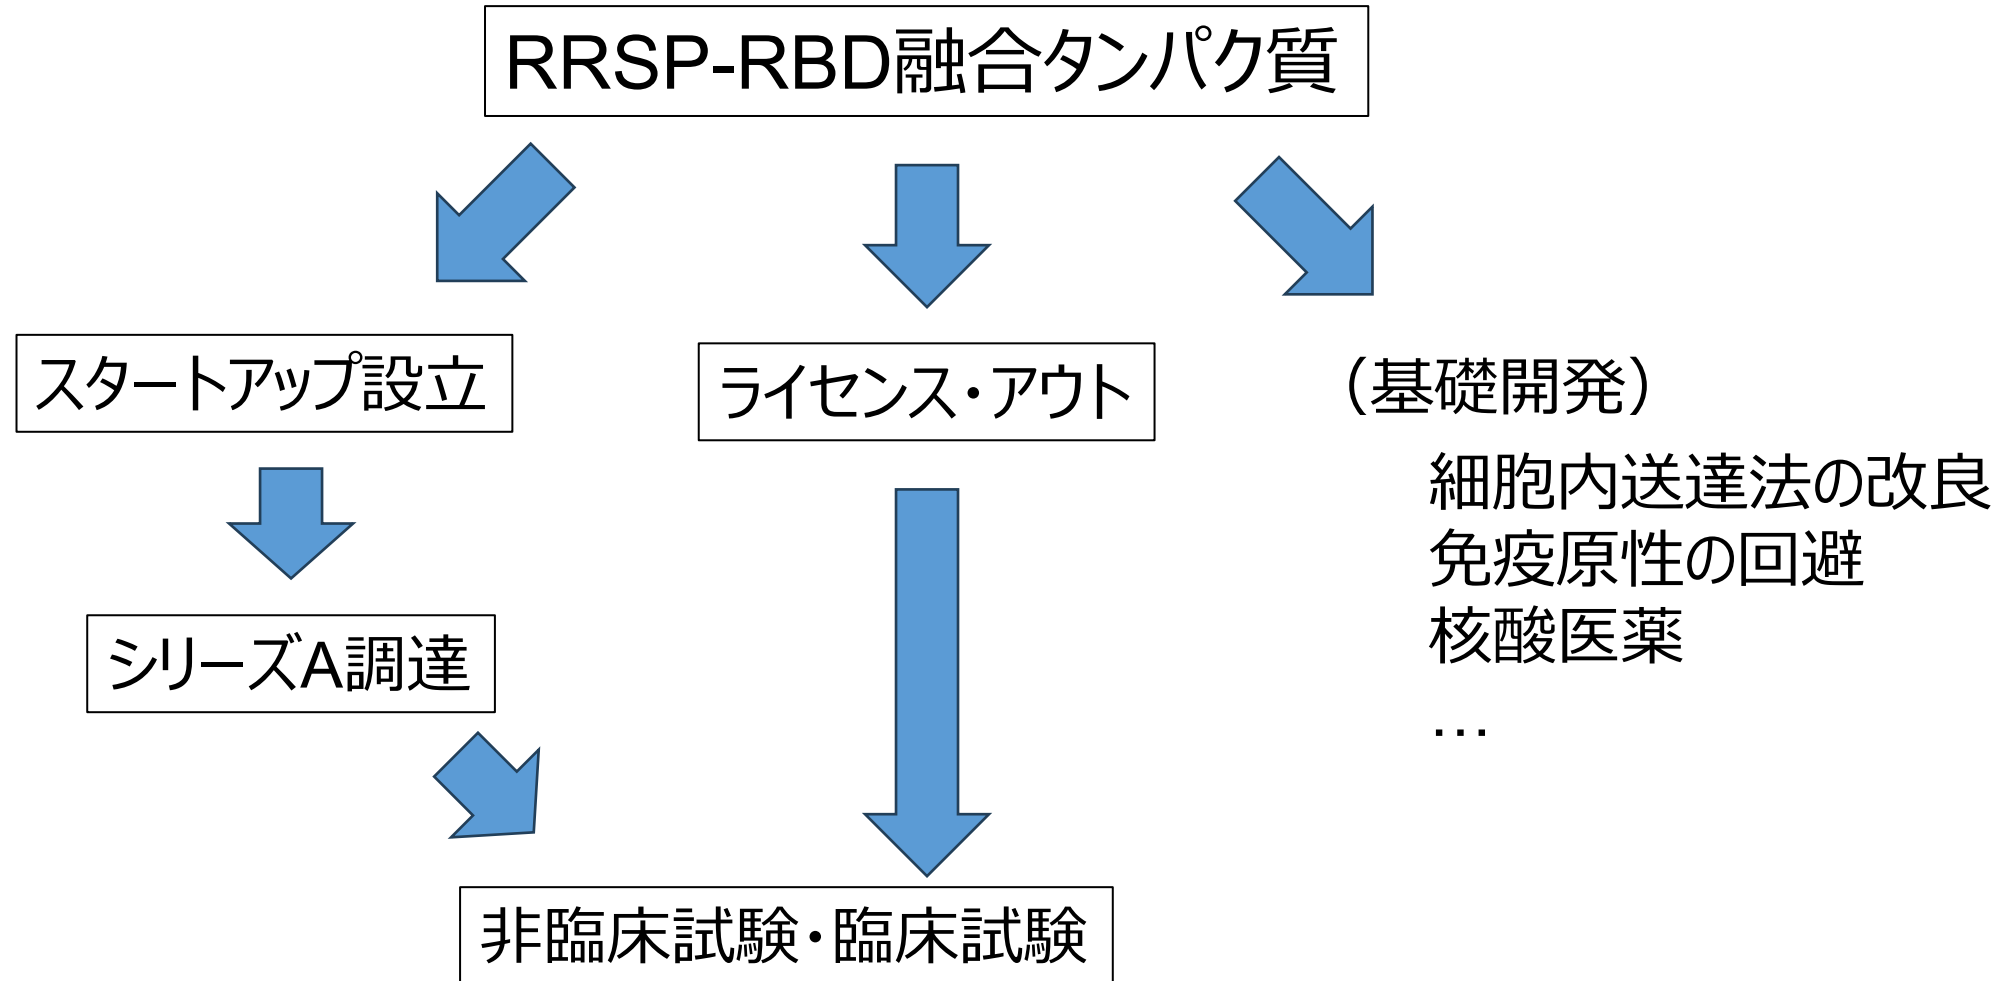 RRSP-RBD融合タンパク質
スタートアップ設立
ライセンス・アウト
（基礎開発）
細胞内送達法の改良
免疫原性の回避
核酸医薬
…
シリーズA調達
非臨床試験・臨床試験